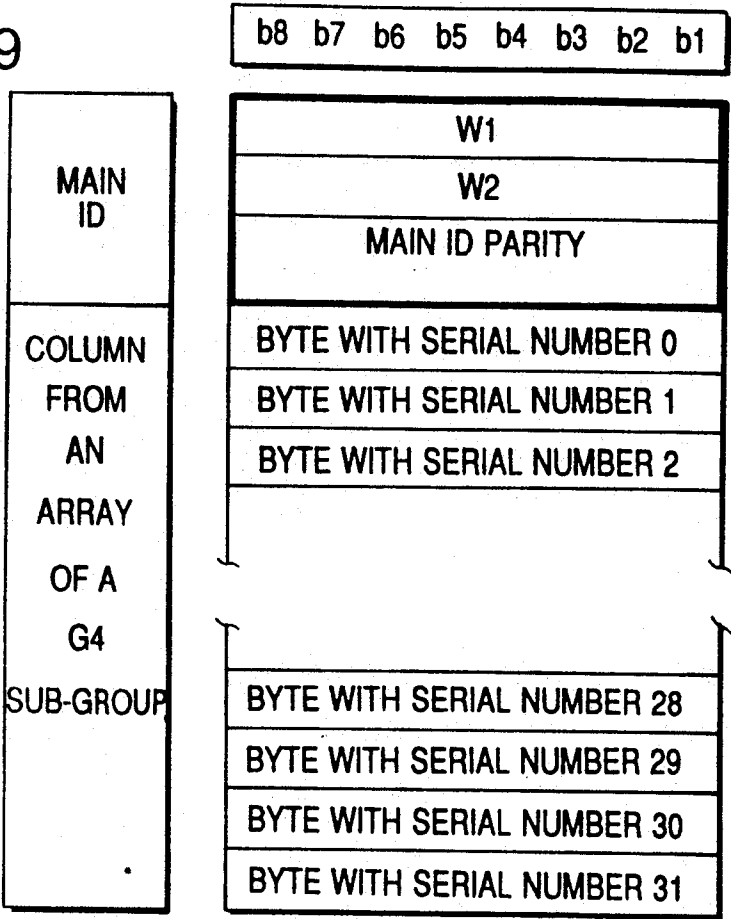 9
b8 b7 b6 b5 b4 b3 b2 b1
MAIN
ID
W1
W2
MAIN ID PARITY
COLUMN
FROM
AN
ARRAY
OF A
G4
SUB-GROUP
BYTE WITH SERIAL NUMBER 0
BYTE WITH SERIAL NUMBER 1
BYTE WITH SERIAL NUMBER 2
BYTE WITH SERIAL NUMBER 28
BYTE WITH SERIAL NUMBER 29
BYTE WITH SERIAL NUMBER 30
BYTE WITH SERIAL NUMBER 31